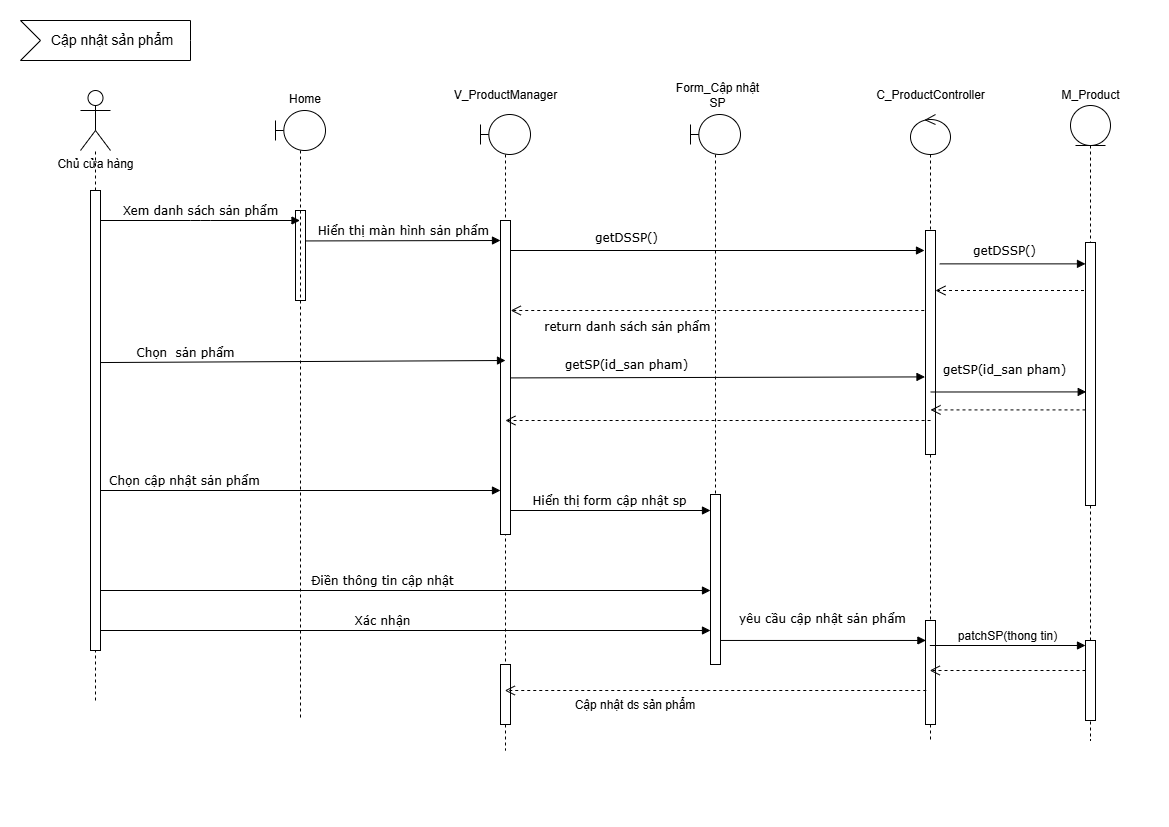 Cập nhật sản phẩm
Chủ cửa hàng
Home
V_ProductManager
Form_Cập nhật
SP
C_ProductController
M_Product
Xem danh sách sản phẩm
Hiển thị màn hình sản phẩm
getDSSP()
getDSSP()
return danh sách sản phẩm
Chọn  sản phẩm
getSP(id_san pham)
getSP(id_san pham)
Chọn cập nhật sản phẩm
Hiển thị form cập nhật sp
Điền thông tin cập nhật
Xác nhận
yêu cầu cập nhật sản phẩm
patchSP(thong tin)
Cập nhật ds sản phẩm